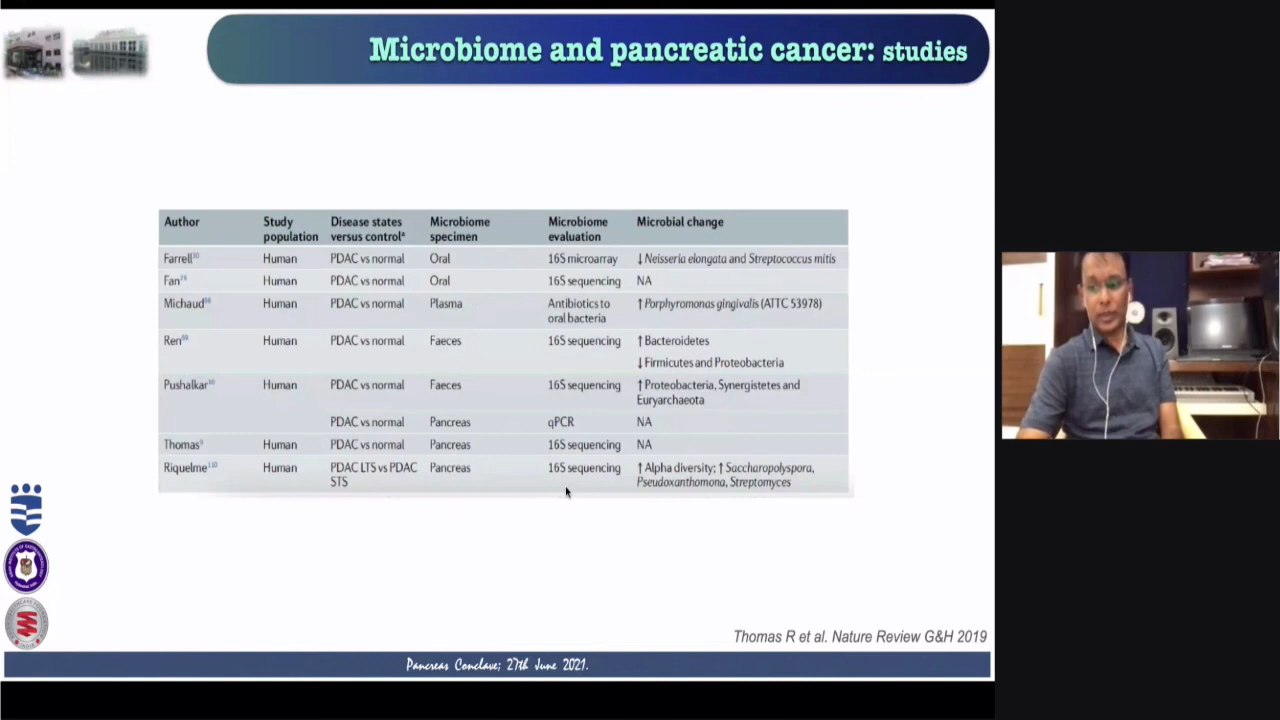 Microbiome and pancreatic cancer: studies
Author Study population Disease states versus controlᵃ Microbiome specimen Microbiome evaluation Microbial change
Farrell Human PDAC vs normal Oral 16S microarray ↓ Neisseria elongata and Streptococcus mitis
Fan Human PDAC vs normal Oral 16S sequencing NA
Michaud Human PDAC vs normal Plasma Antibiotics to oral bacteria ↑ Porphyromonas gingivalis (ATTC 53978)
Ren Human PDAC vs normal Faeces 16S sequencing ↑ Bacteroidetes
↓ Firmicutes and Proteobacteria
Pushalkar Human PDAC vs normal Faeces 16S sequencing ↑ Proteobacteria, Synergistetes and Euryarchaeota
PDAC vs normal Pancreas qPCR NA
Thomas Human PDAC vs normal Pancreas 16S sequencing NA
Riquelme Human PDAC LTS vs PDAC STS Pancreas 16S sequencing ↑ Alpha diversity; ↑ Saccharopolyspora, Pseudoxanthomona, Streptomyces
Thomas R et al. Nature Review G&H 2019
Pancreas Conclave; 27th June 2021.